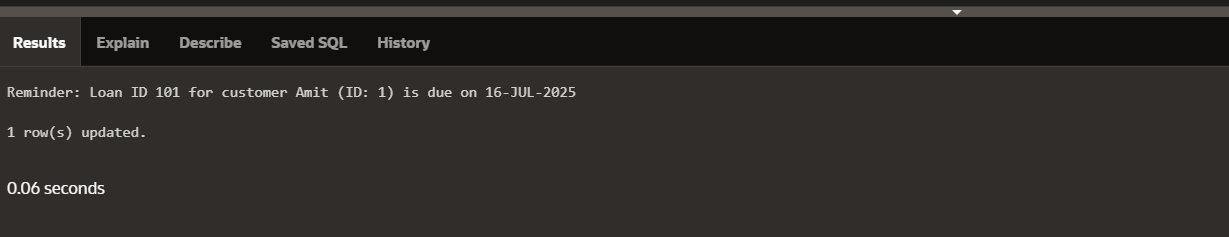 Results Explain Describe Saved SQL History
Reminder: Loan ID 101 for customer Amit (ID: 1) is due on 16-JUL-2025
1 row(s) updated.
0.06 seconds